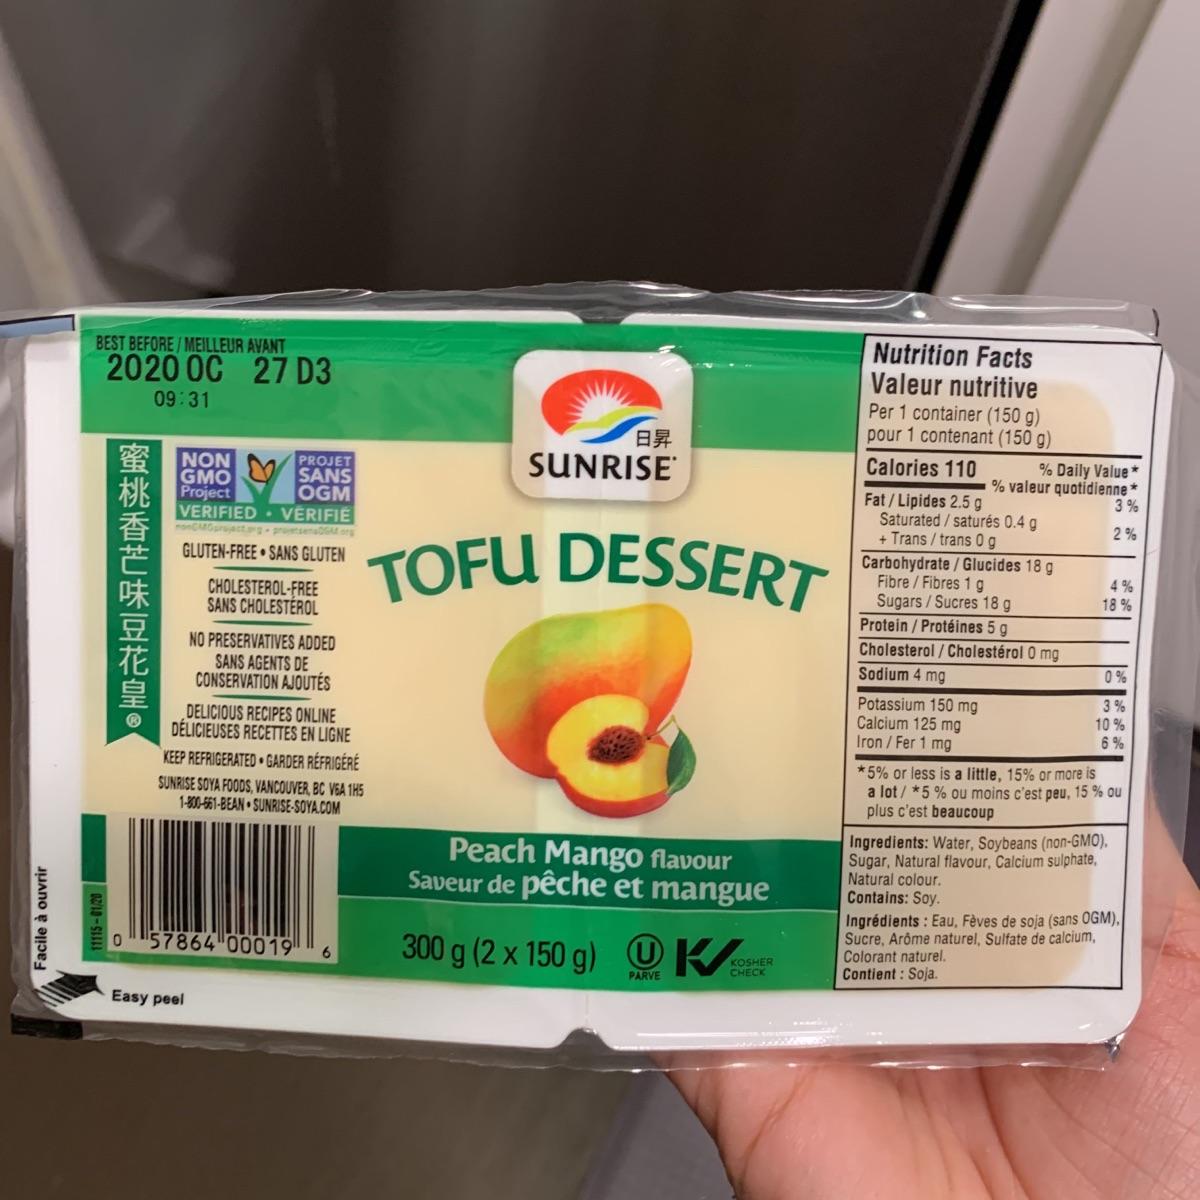 BEST BEFORE / MEILLEUR AVANT
2020 OC 27 D3
09:31
蜜桃香芒味豆花皇®
NON
GMO
Project
PROJET
SANS
OGM
VERIFIED • VÉRIFIÉ
nonGMOproject.org • projetsansOGM.org
GLUTEN-FREE • SANS GLUTEN
CHOLESTEROL-FREE
SANS CHOLESTÉROL
NO PRESERVATIVES ADDED
SANS AGENTS DE
CONSERVATION AJOUTÉS
DELICIOUS RECIPES ONLINE
DÉLICIEUSES RECETTES EN LIGNE
KEEP REFRIGERATED • GARDER RÉFRIGÉRÉ
SUNRISE SOYA FOODS, VANCOUVER, BC V6A 1H5
1-800-661-BEAN • SUNRISE-SOYA.COM
11115-01/20
0 57864 00019 6
Facile à ouvrir
Easy peel
日昇
SUNRISE
TOFU DESSERT
Peach Mango flavour
Saveur de pêche et mangue
300 g (2 x 150 g)
U
PARVE
K
KOSHER
CHECK
Nutrition Facts
Valeur nutritive
Per 1 container (150 g)
pour 1 contenant (150 g)
Calories 110
% Daily Value*
% valeur quotidienne*
Fat / Lipides 2.5 g 3 %
Saturated / saturés 0.4 g
+ Trans / trans 0 g 2 %
Carbohydrate / Glucides 18 g
Fibre / Fibres 1 g 4 %
Sugars / Sucres 18 g 18 %
Protein / Protéines 5 g
Cholesterol / Cholestérol 0 mg
Sodium 4 mg 0 %
Potassium 150 mg 3 %
Calcium 125 mg 10 %
Iron / Fer 1 mg 6 %
*5% or less is a little, 15% or more is
a lot / *5 % ou moins c'est peu, 15 % ou
plus c'est beaucoup
Ingredients: Water, Soybeans (non-GMO),
Sugar, Natural flavour, Calcium sulphate,
Natural colour.
Contains: Soy.
Ingrédients : Eau, Fèves de soja (sans OGM),
Sucre, Arôme naturel, Sulfate de calcium,
Colorant naturel.
Contient : Soja.